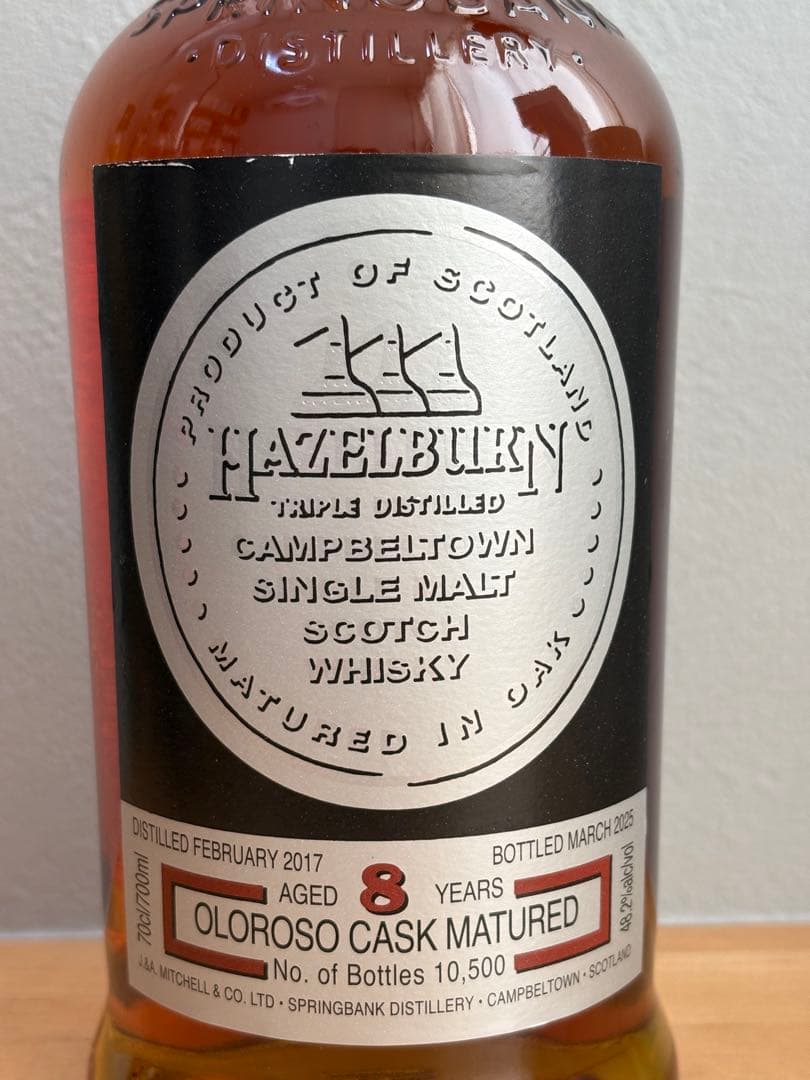 SPRINGBANK
· DISTILLERY ·
PRODUCT OF SCOTLAND
HAZELBURN
TRIPLE DISTILLED
CAMPBELTOWN
SINGLE MALT
SCOTCH
WHISKY
MATURED IN OAK
DISTILLED FEBRUARY 2017
BOTTLED MARCH 2025
70cl/700ml
AGED 8 YEARS
48.2%alc/vol
OLOROSO CASK MATURED
No. of Bottles 10,500
J.&A. MITCHELL & CO. LTD · SPRINGBANK DISTILLERY · CAMPBELTOWN · SCOTLAND